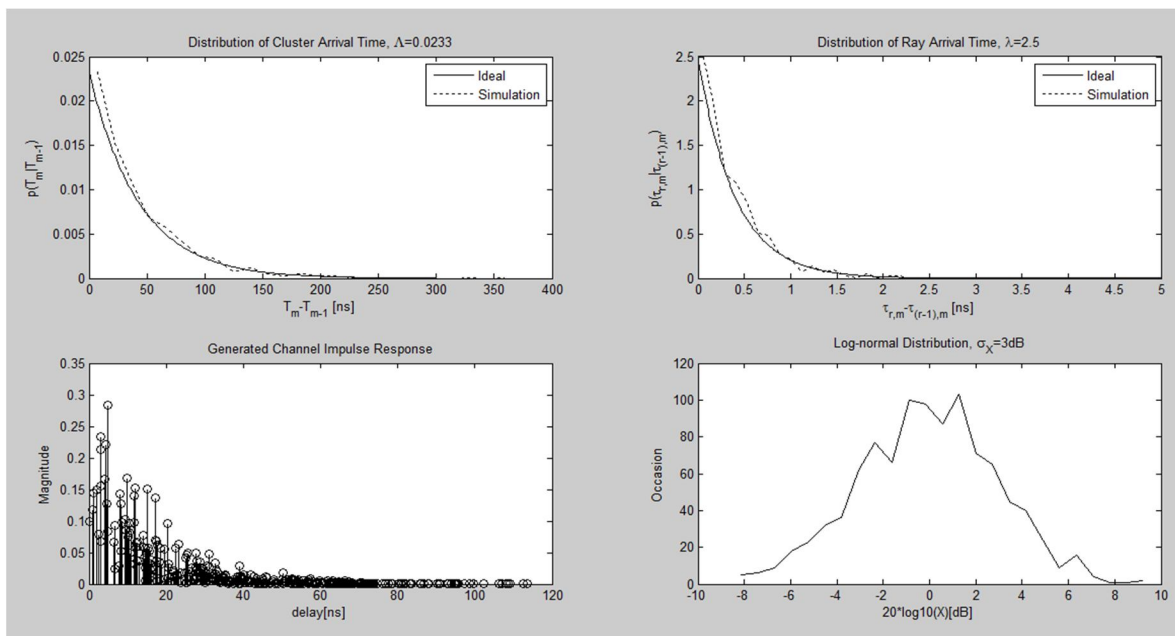 Distribution of Cluster Arrival Time, Λ=0.0233
0.025
0.02
0.015
0.01
0.005
0
p(T_m|T_{m-1})
Ideal
Simulation
0 50 100 150 200 250 300 350 400
T_m-T_{m-1} [ns]
Distribution of Ray Arrival Time, λ=2.5
2.5
2
1.5
1
0.5
0
p(τ_{r,m}|τ_{(r-1),m})
Ideal
Simulation
0 0.5 1 1.5 2 2.5 3 3.5 4 4.5 5
τ_{r,m}-τ_{(r-1),m} [ns]
Generated Channel Impulse Response
0.35
0.3
0.25
0.2
0.15
0.1
0.05
0
Magnitude
0 20 40 60 80 100 120
delay[ns]
Log-normal Distribution, σ_X=3dB
120
100
80
60
40
20
0
Occasion
-10 -8 -6 -4 -2 0 2 4 6 8 10
20*log10(X)[dB]